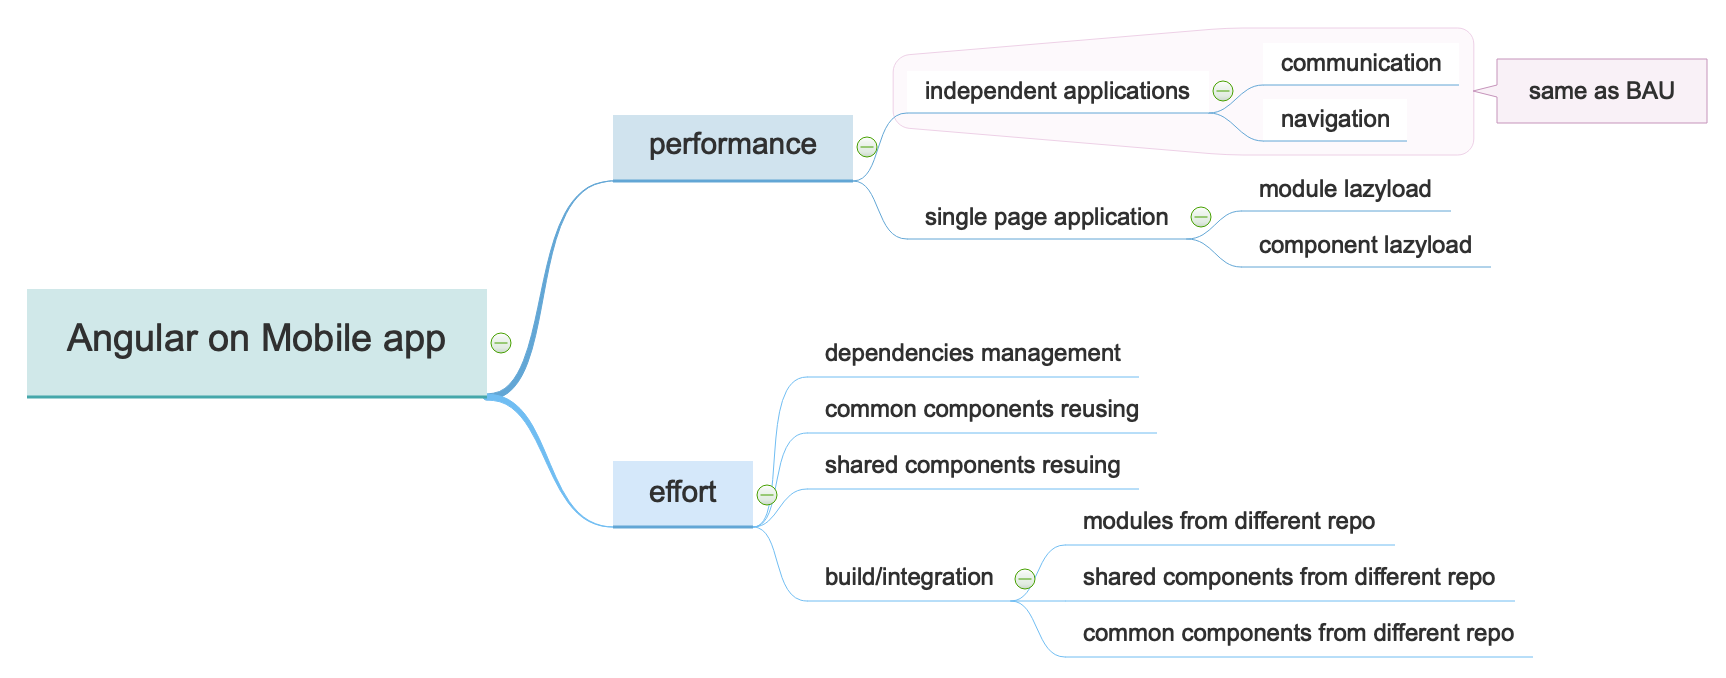 Angular on Mobile app
performance
independent applications
communication
navigation
same as BAU
single page application
module lazyload
component lazyload
effort
dependencies management
common components reusing
shared components resuing
build/integration
modules from different repo
shared components from different repo
common components from different repo